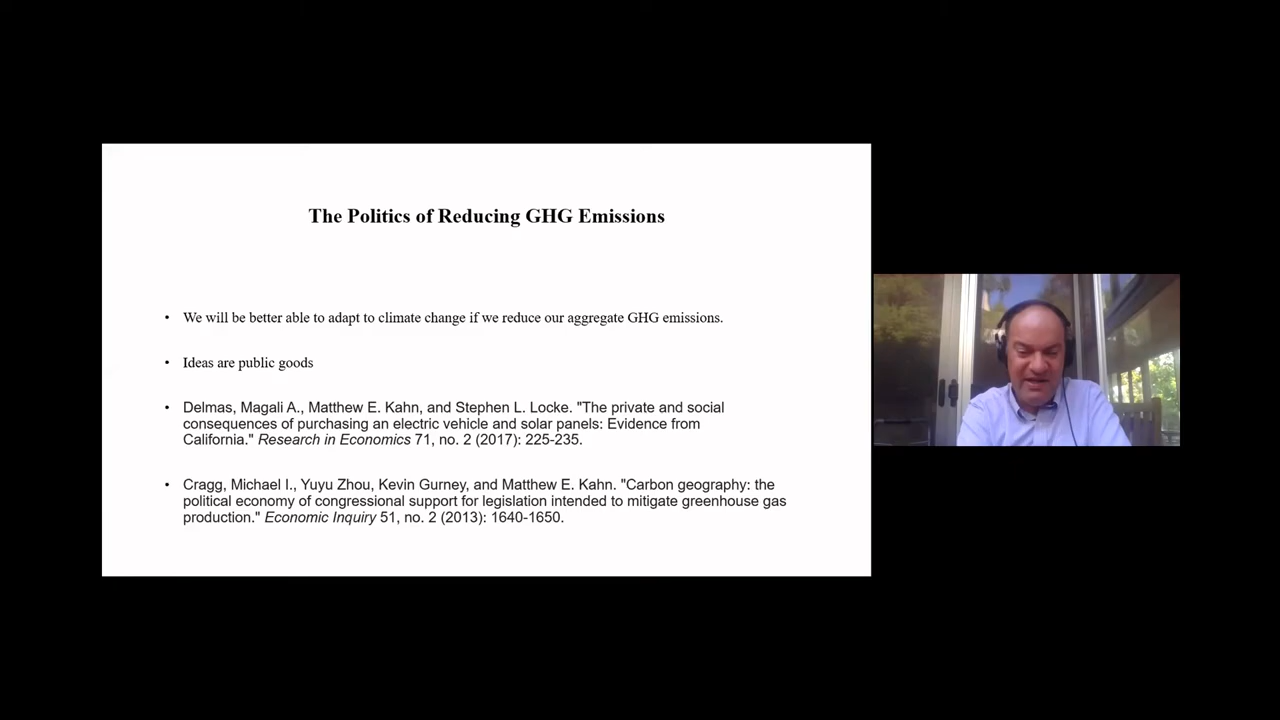 The Politics of Reducing GHG Emissions
• We will be better able to adapt to climate change if we reduce our aggregate GHG emissions.
• Ideas are public goods
• Delmas, Magali A., Matthew E. Kahn, and Stephen L. Locke. "The private and social
consequences of purchasing an electric vehicle and solar panels: Evidence from
California." Research in Economics 71, no. 2 (2017): 225-235.
• Cragg, Michael I., Yuyu Zhou, Kevin Gurney, and Matthew E. Kahn. "Carbon geography: the
political economy of congressional support for legislation intended to mitigate greenhouse gas
production." Economic Inquiry 51, no. 2 (2013): 1640-1650.